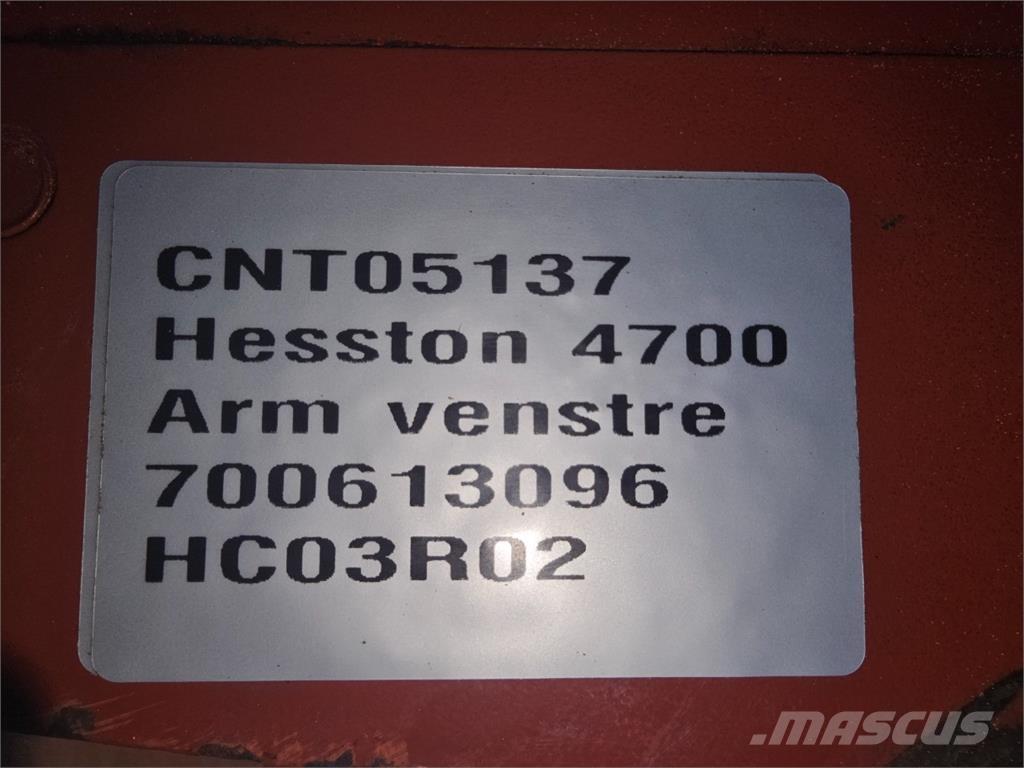 CNT05137
Hesston 4700
Arm venstre
700613096
HC03R02
MASCUS